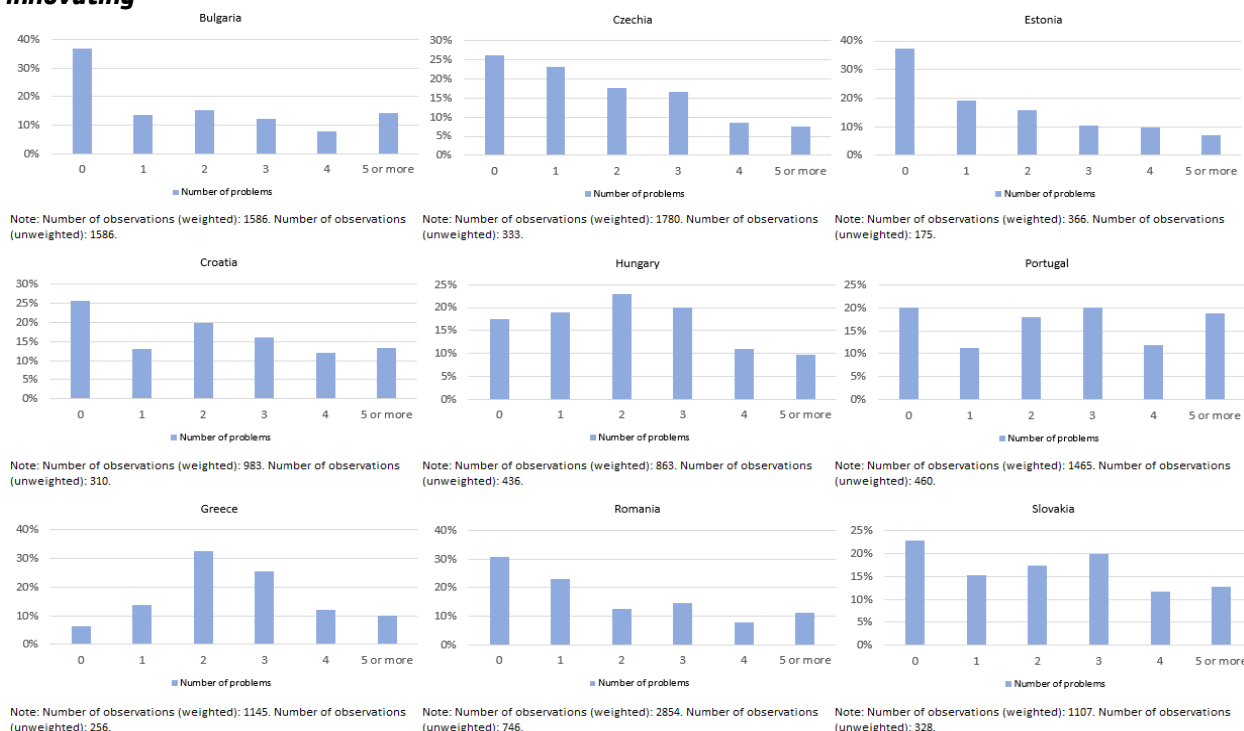 innovating
Bulgaria
40%
30%
20%
10%
0%
0 1 2 3 4 5 or more
Number of problems
Note: Number of observations (weighted): 1586. Number of observations
(unweighted): 1586.
Czechia
30%
25%
20%
15%
10%
5%
0%
0 1 2 3 4 5 or more
Number of problems
Note: Number of observations (weighted): 1780. Number of observations
(unweighted): 333.
Estonia
40%
30%
20%
10%
0%
0 1 2 3 4 5 or more
Number of problems
Note: Number of observations (weighted): 366. Number of observations
(unweighted): 175.
Croatia
30%
25%
20%
15%
10%
5%
0%
0 1 2 3 4 5 or more
Number of problems
Note: Number of observations (weighted): 983. Number of observations
(unweighted): 310.
Hungary
25%
20%
15%
10%
5%
0%
0 1 2 3 4 5 or more
Number of problems
Note: Number of observations (weighted): 863. Number of observations
(unweighted): 436.
Portugal
25%
20%
15%
10%
5%
0%
0 1 2 3 4 5 or more
Number of problems
Note: Number of observations (weighted): 1465. Number of observations
(unweighted): 460.
Greece
40%
30%
20%
10%
0%
0 1 2 3 4 5 or more
Number of problems
Note: Number of observations (weighted): 1145. Number of observations
(unweighted): 256.
Romania
40%
30%
20%
10%
0%
0 1 2 3 4 5 or more
Number of problems
Note: Number of observations (weighted): 2854. Number of observations
(unweighted): 746.
Slovakia
25%
20%
15%
10%
5%
0%
0 1 2 3 4 5 or more
Number of problems
Note: Number of observations (weighted): 1107. Number of observations
(unweighted): 328.